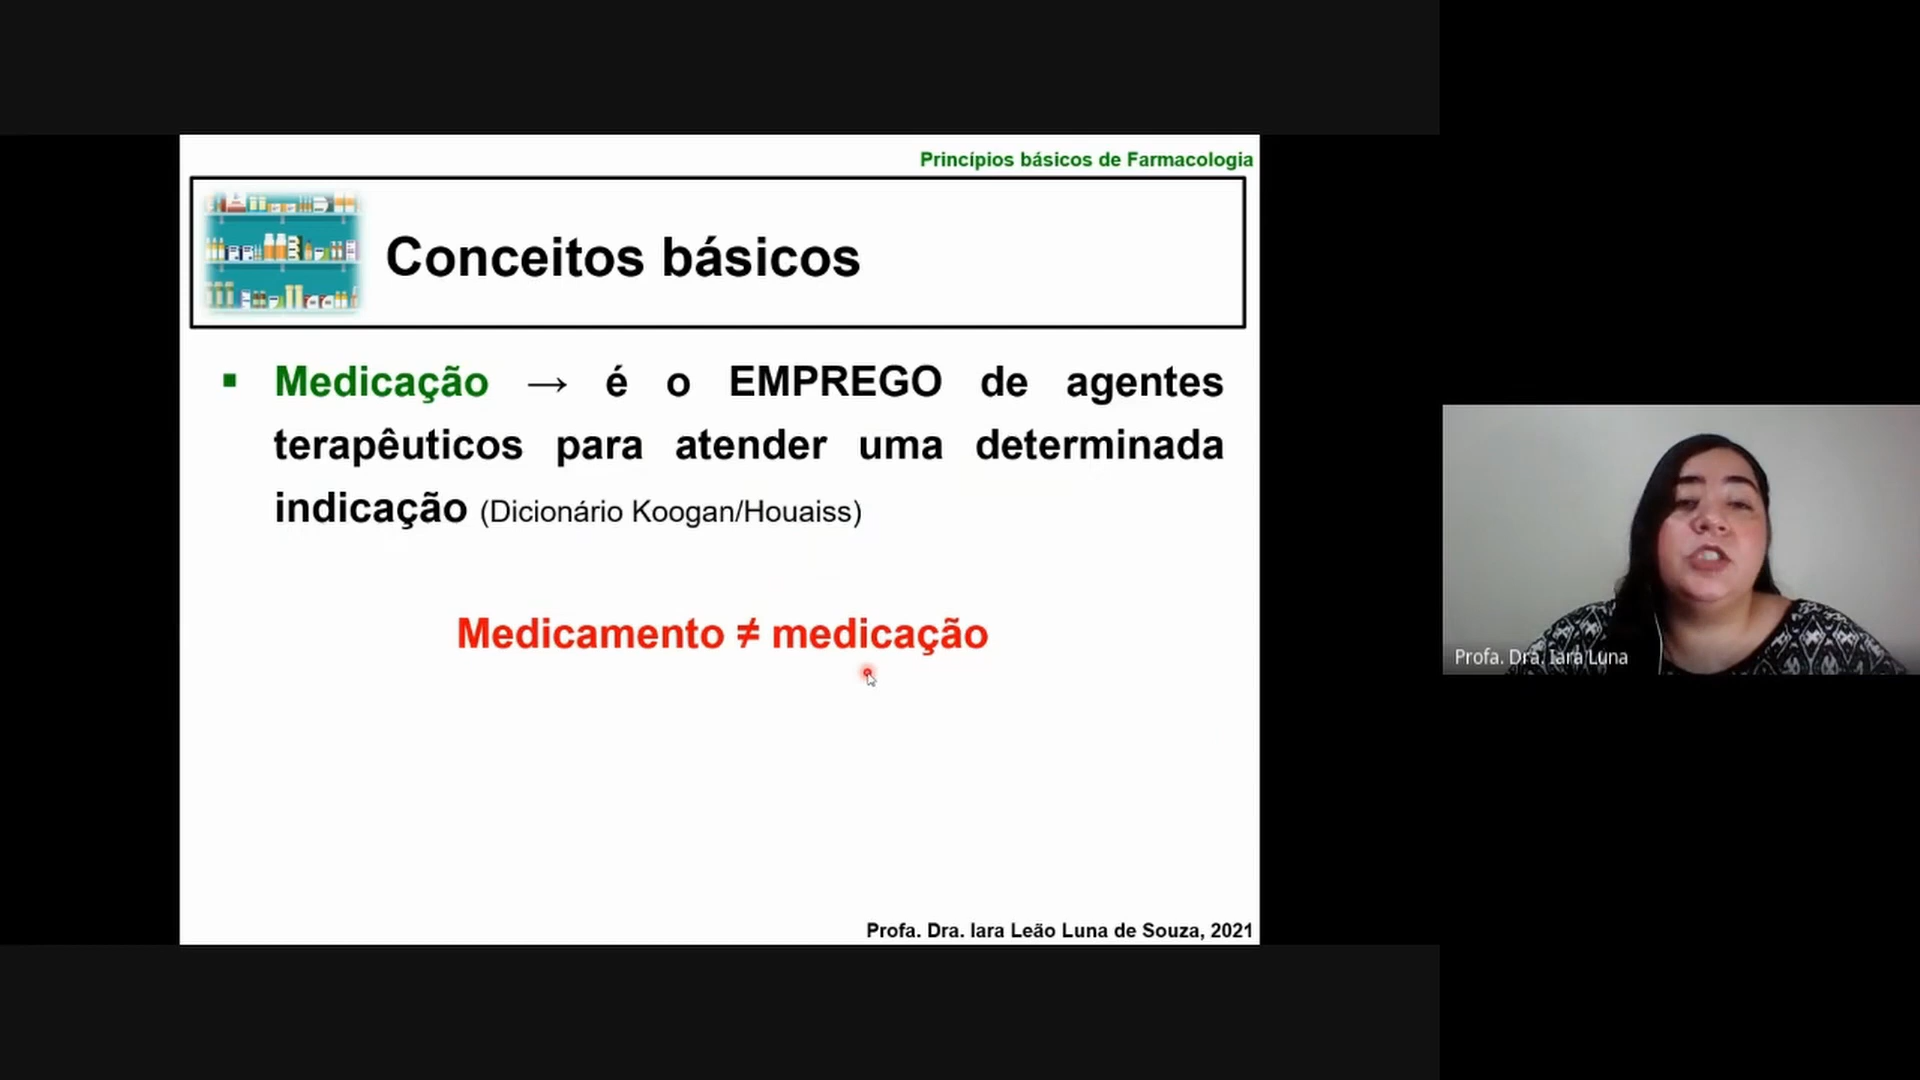 Princípios básicos de Farmacologia
Conceitos básicos
▪ Medicação → é o EMPREGO de agentes
terapêuticos para atender uma determinada
indicação (Dicionário Koogan/Houaiss)
Medicamento ≠ medicação
Profa. Dra. Iara Luna
Profa. Dra. Iara Leão Luna de Souza, 2021